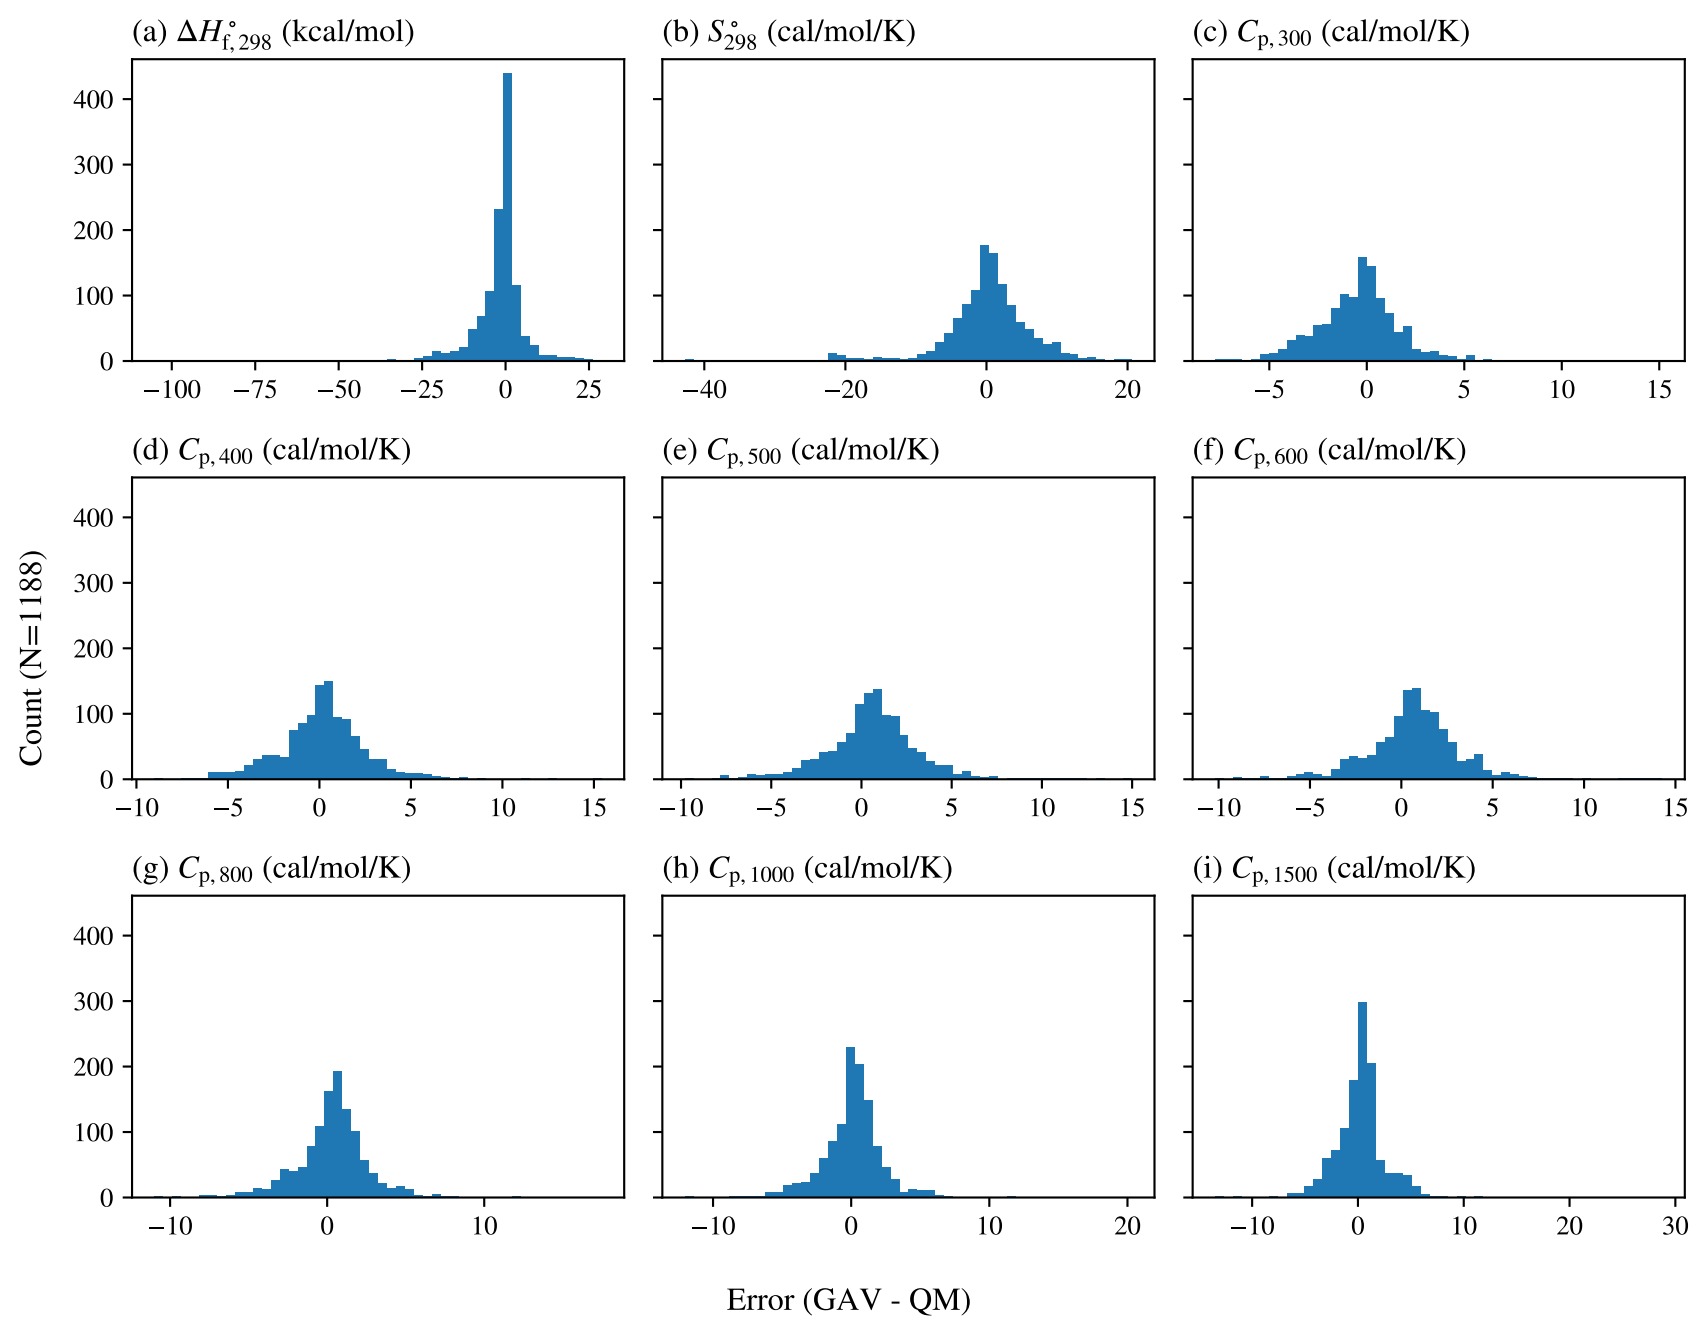 (a) ΔH°f, 298 (kcal/mol)
(b) S°298 (cal/mol/K)
(c) Cp, 300 (cal/mol/K)
400
300
200
100
0
−100 −75 −50 −25 0 25
−40 −20 0 20
−5 0 5 10 15
(d) Cp, 400 (cal/mol/K)
(e) Cp, 500 (cal/mol/K)
(f) Cp, 600 (cal/mol/K)
Count (N=1188)
400
300
200
100
0
−10 −5 0 5 10 15
−10 −5 0 5 10 15
−10 −5 0 5 10 15
(g) Cp, 800 (cal/mol/K)
(h) Cp, 1000 (cal/mol/K)
(i) Cp, 1500 (cal/mol/K)
400
300
200
100
0
−10 0 10
−10 0 10 20
−10 0 10 20 30
Error (GAV - QM)